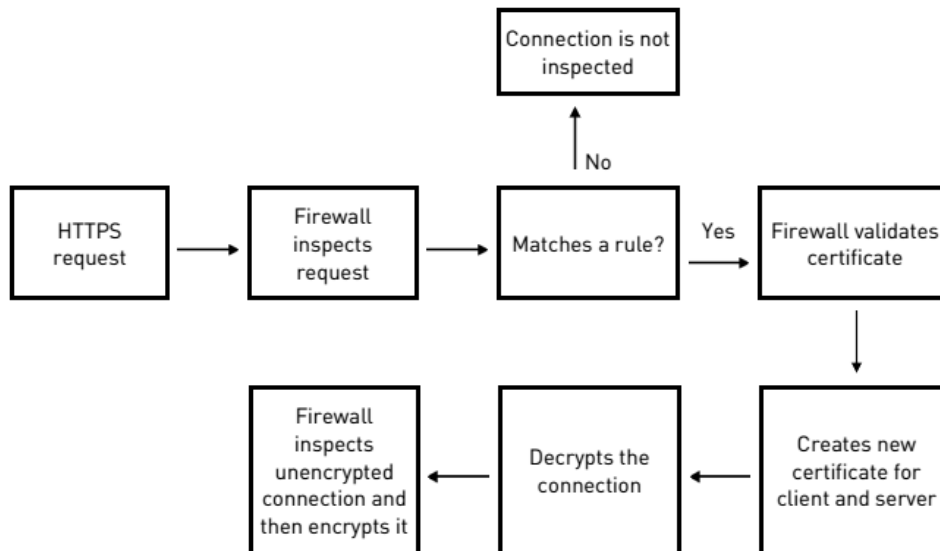 Connection is not
inspected
No
HTTPS
request
Firewall
inspects
request
Matches a rule?
Yes
Firewall validates
certificate
Creates new
certificate for
client and server
Decrypts the
connection
Firewall
inspects
unencrypted
connection and
then encrypts it